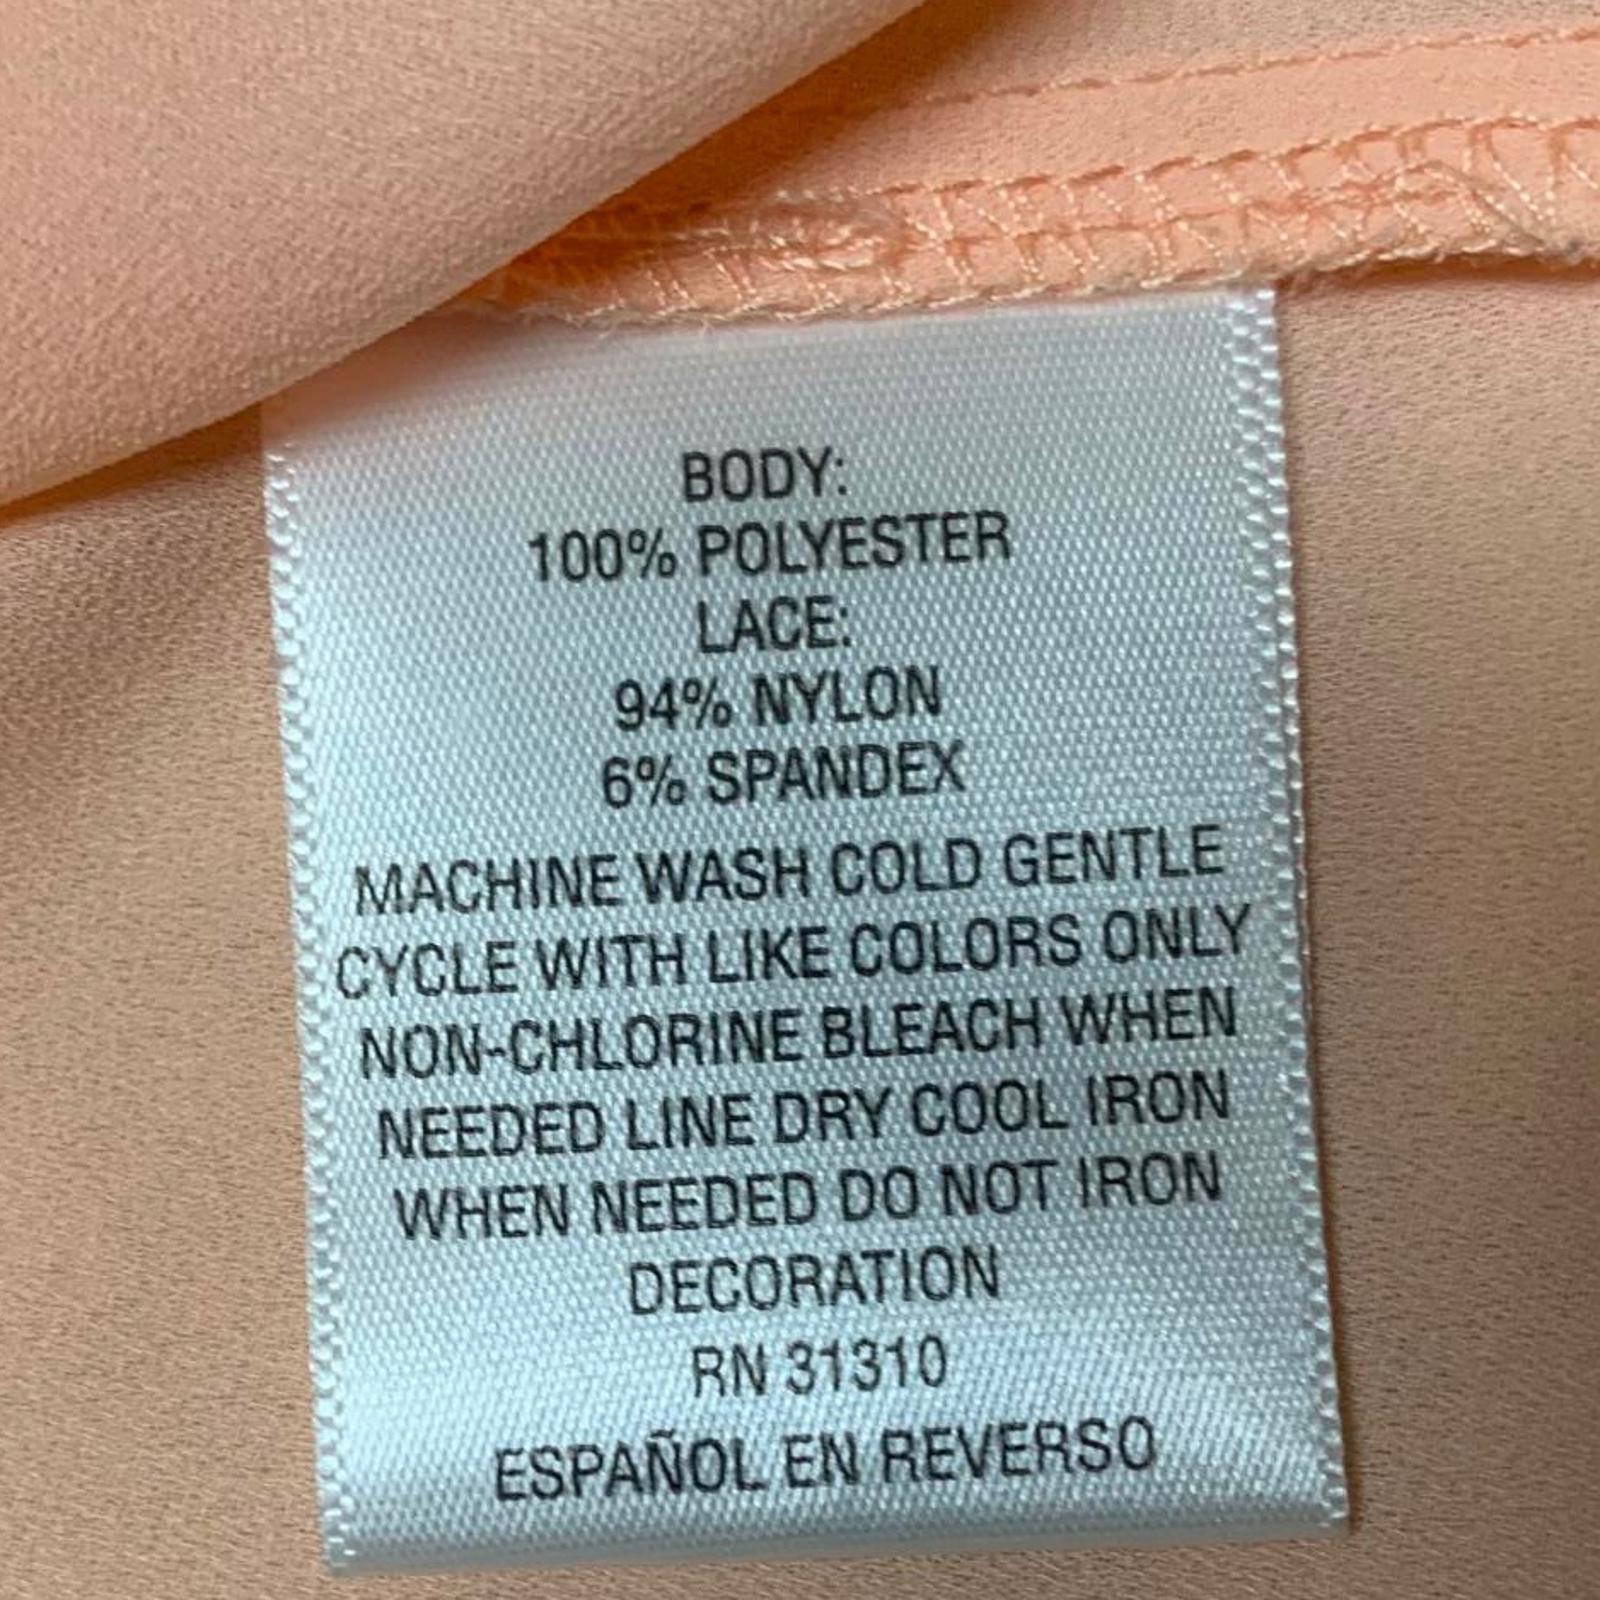 BODY:
100% POLYESTER
LACE:
94% NYLON
6% SPANDEX
MACHINE WASH COLD GENTLE
CYCLE WITH LIKE COLORS ONLY
NON-CHLORINE BLEACH WHEN
NEEDED LINE DRY COOL IRON
WHEN NEEDED DO NOT IRON
DECORATION
RN 31310
ESPAÑOL EN REVERSO